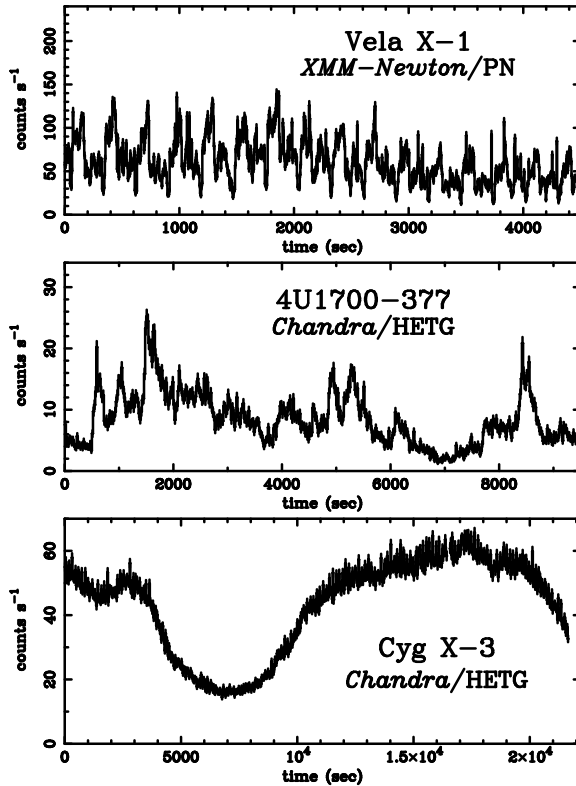 200
150
100
50
0
counts s⁻¹
Vela X-1
XMM-Newton/PN
0 1000 2000 3000 4000
time (sec)
30
20
10
0
counts s⁻¹
4U1700-377
Chandra/HETG
0 2000 4000 6000 8000
time (sec)
60
40
20
0
counts s⁻¹
Cyg X-3
Chandra/HETG
0 5000 10⁴ 1.5×10⁴ 2×10⁴
time (sec)